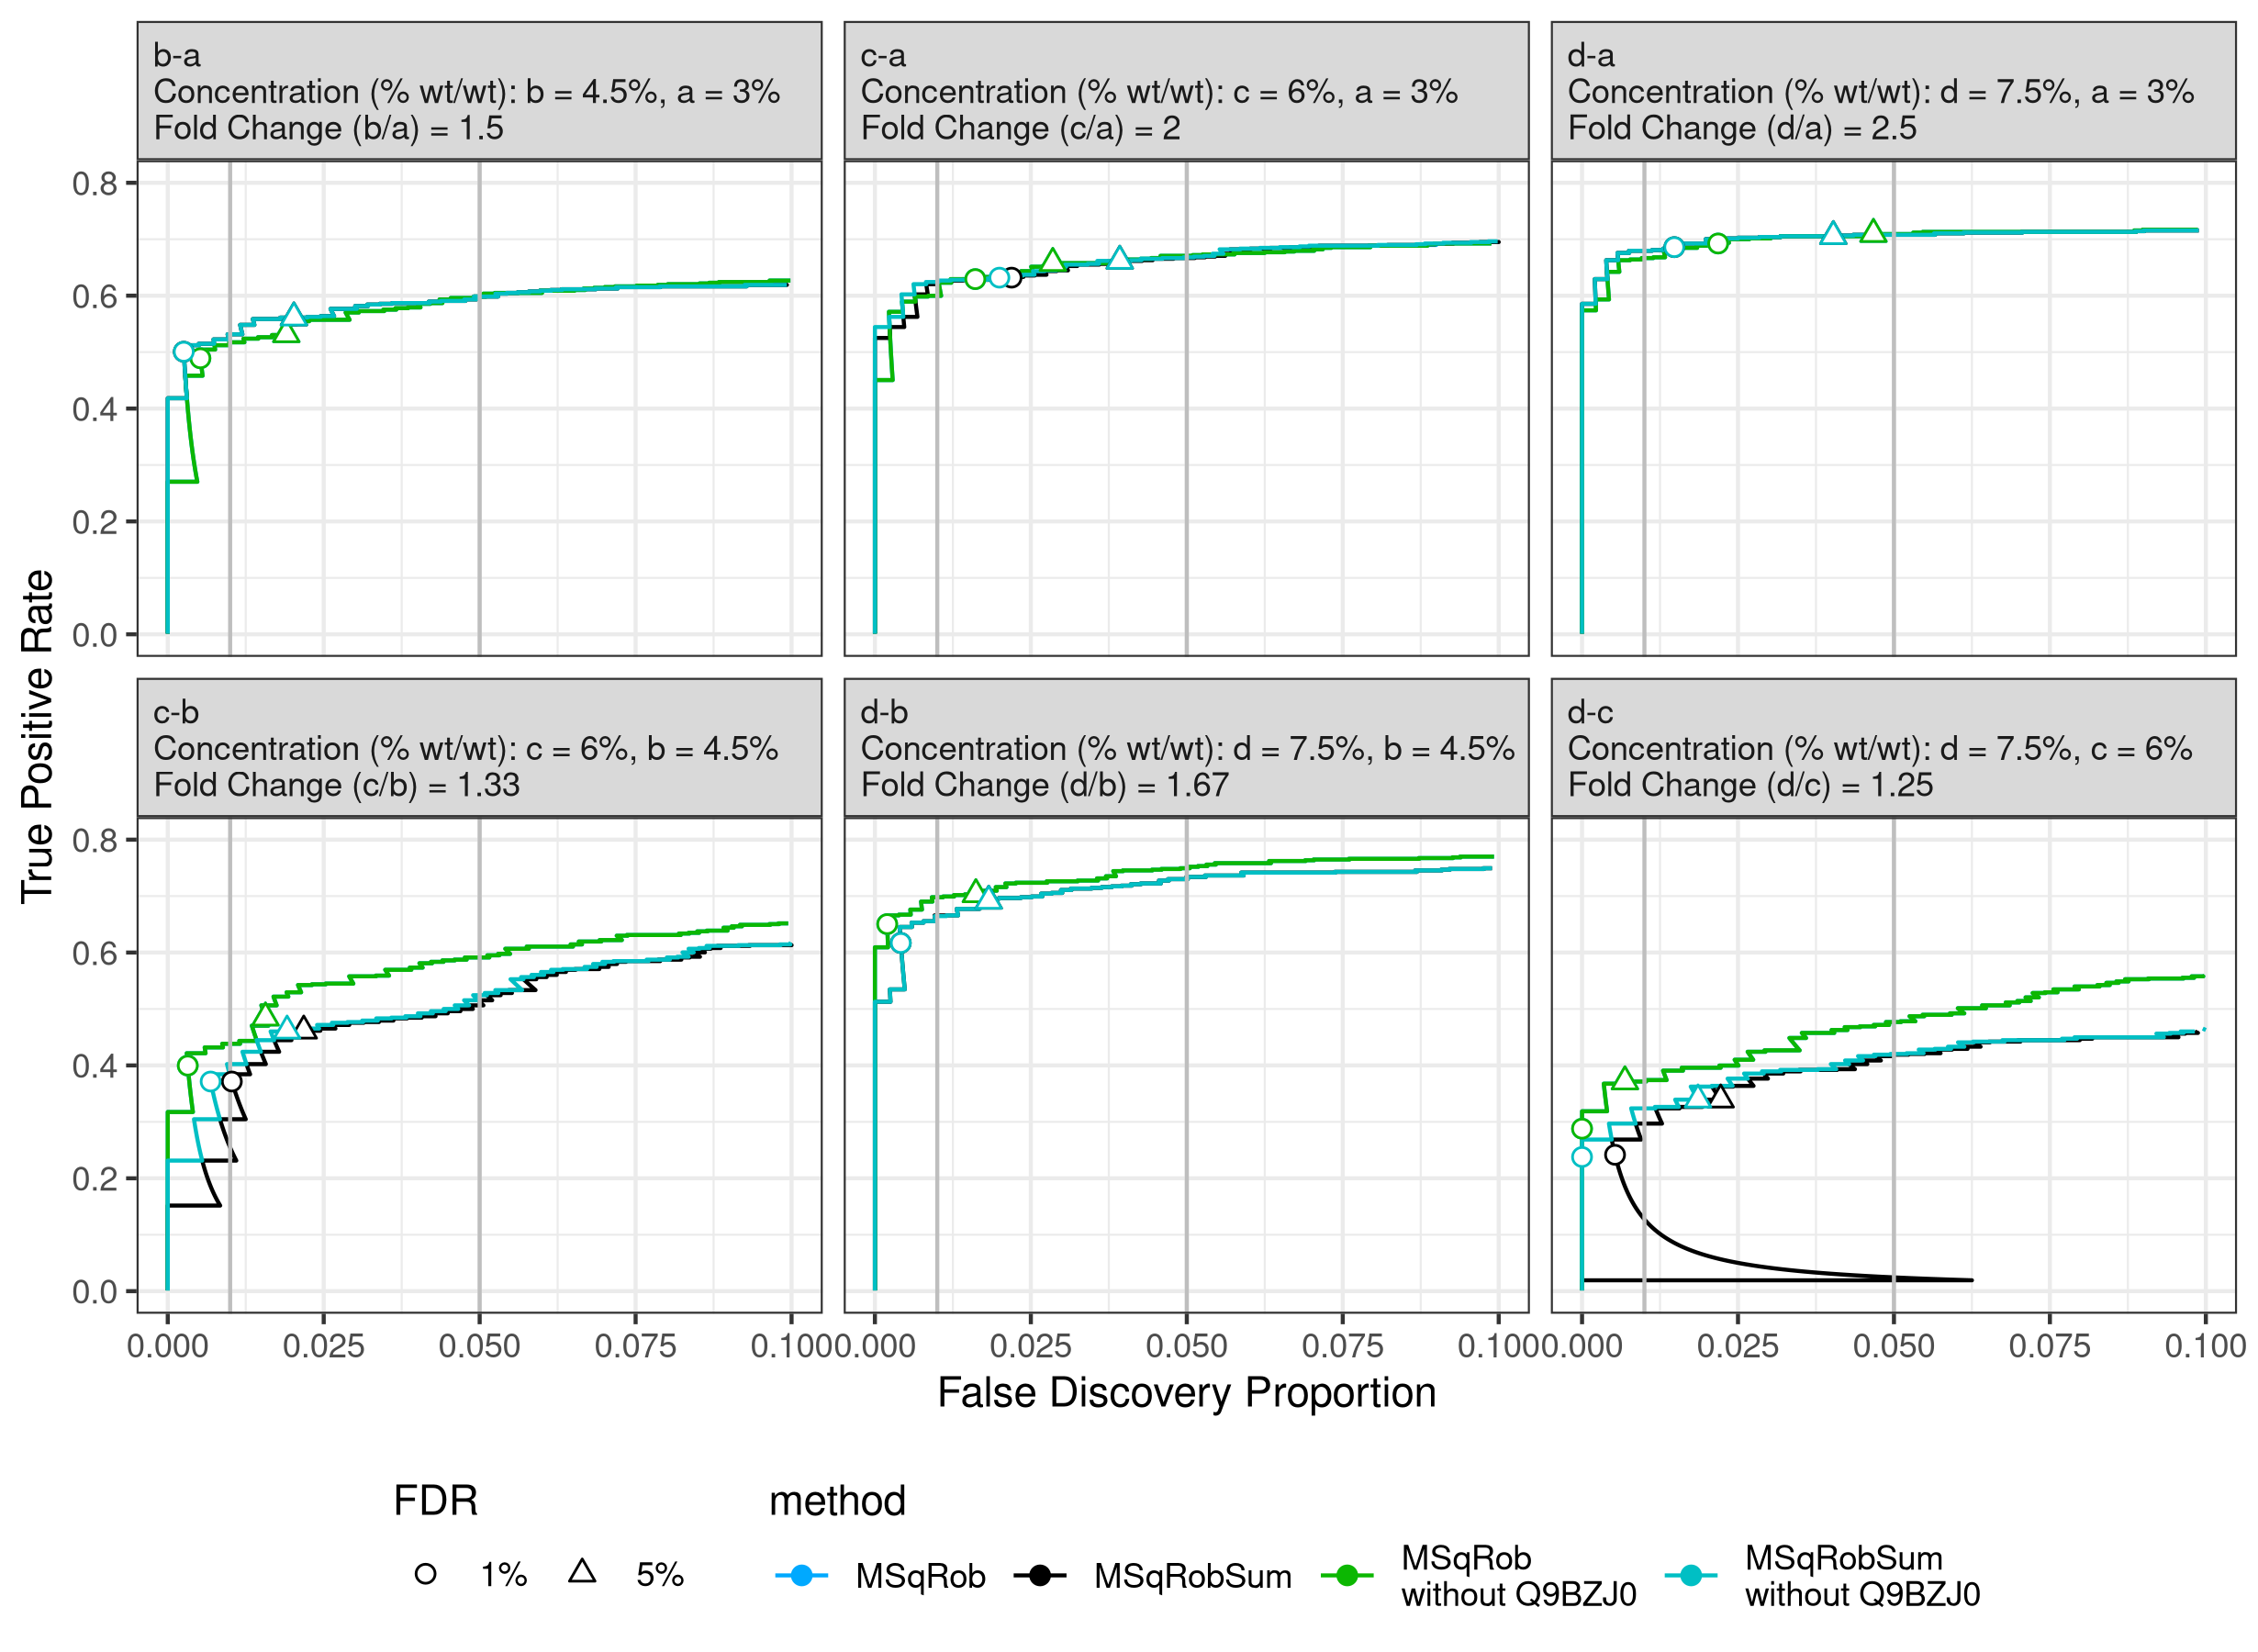 b-a
Concentration (% wt/wt): b = 4.5%, a = 3%
Fold Change (b/a) = 1.5
c-a
Concentration (% wt/wt): c = 6%, a = 3%
Fold Change (c/a) = 2
d-a
Concentration (% wt/wt): d = 7.5%, a = 3%
Fold Change (d/a) = 2.5
0.8
0.6
0.4
0.2
0.0
True Positive Rate
c-b
Concentration (% wt/wt): c = 6%, b = 4.5%
Fold Change (c/b) = 1.33
d-b
Concentration (% wt/wt): d = 7.5%, b = 4.5%
Fold Change (d/b) = 1.67
d-c
Concentration (% wt/wt): d = 7.5%, c = 6%
Fold Change (d/c) = 1.25
0.8
0.6
0.4
0.2
0.0
0.000 0.025 0.050 0.075 0.100 0.000 0.025 0.050 0.075 0.100 0.000 0.025 0.050 0.075 0.100
False Discovery Proportion
FDR
1% 5%
method
MSqRob
MSqRobSum
MSqRob
without Q9BZJ0
MSqRobSum
without Q9BZJ0